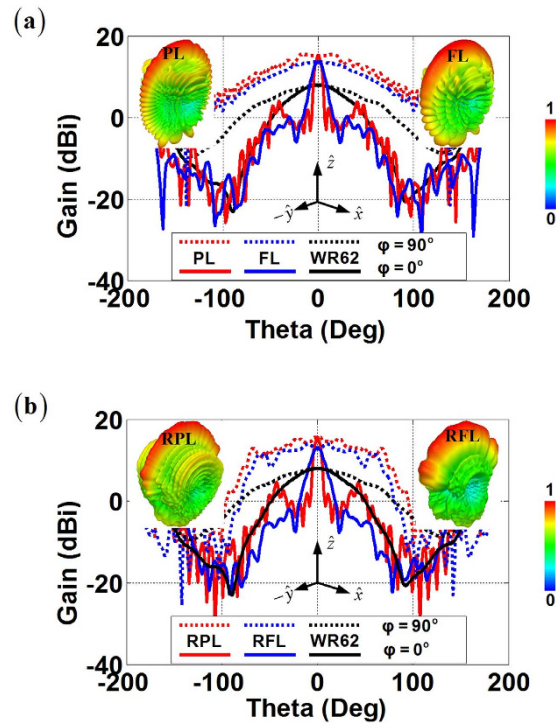 (a)
20
PL
FL
0
1
Gain (dBi)
-20
ẑ
-ŷ
x̂
0
φ = 90°
PL FL WR62
φ = 0°
-40
-200 -100 0 100 200
Theta (Deg)
(b)
20
RPL
RFL
0
1
Gain (dBi)
-20
ẑ
-ŷ
x̂
0
φ = 90°
RPL RFL WR62
φ = 0°
-40
-200 -100 0 100 200
Theta (Deg)